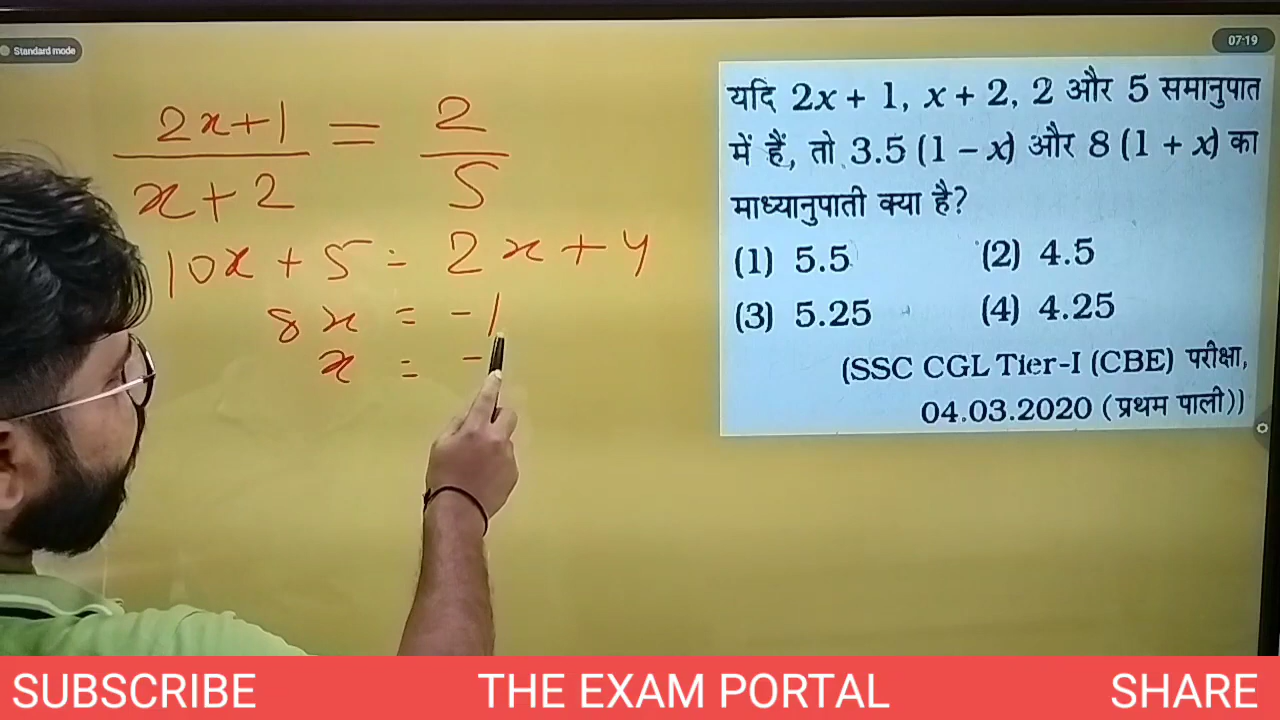 Standard mode
07:19
2x+1 = 2
x+2 5
10x + 5 = 2x + 4
8x = -1
x = -
यदि 2x + 1, x + 2, 2 और 5 समानुपात
में हैं, तो 3.5 (1 – x) और 8 (1 + x) का
माध्यानुपाती क्या है?
(1) 5.5 (2) 4.5
(3) 5.25 (4) 4.25
(SSC CGL Tier-I (CBE) परीक्षा,
04.03.2020 (प्रथम पाली))
SUBSCRIBE THE EXAM PORTAL SHARE